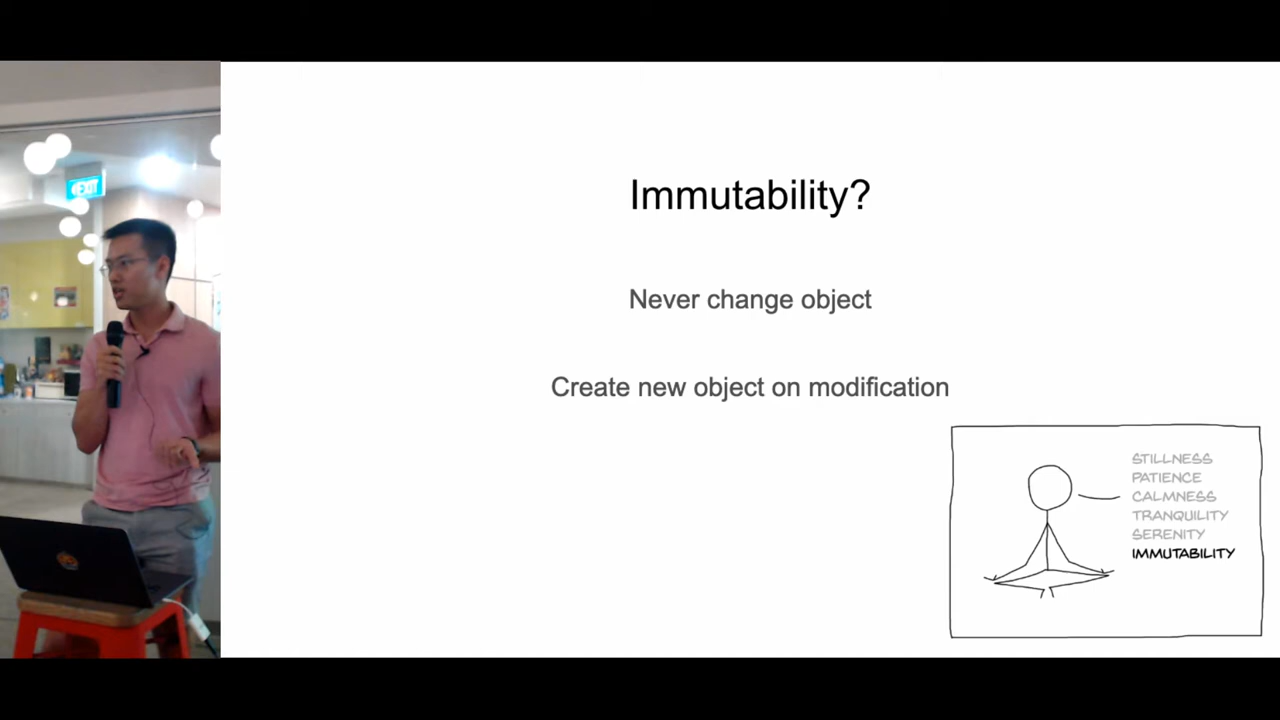 EXIT
Immutability?
Never change object
Create new object on modification
STILLNESS
PATIENCE
CALMNESS
TRANQUILITY
SERENITY
IMMUTABILITY